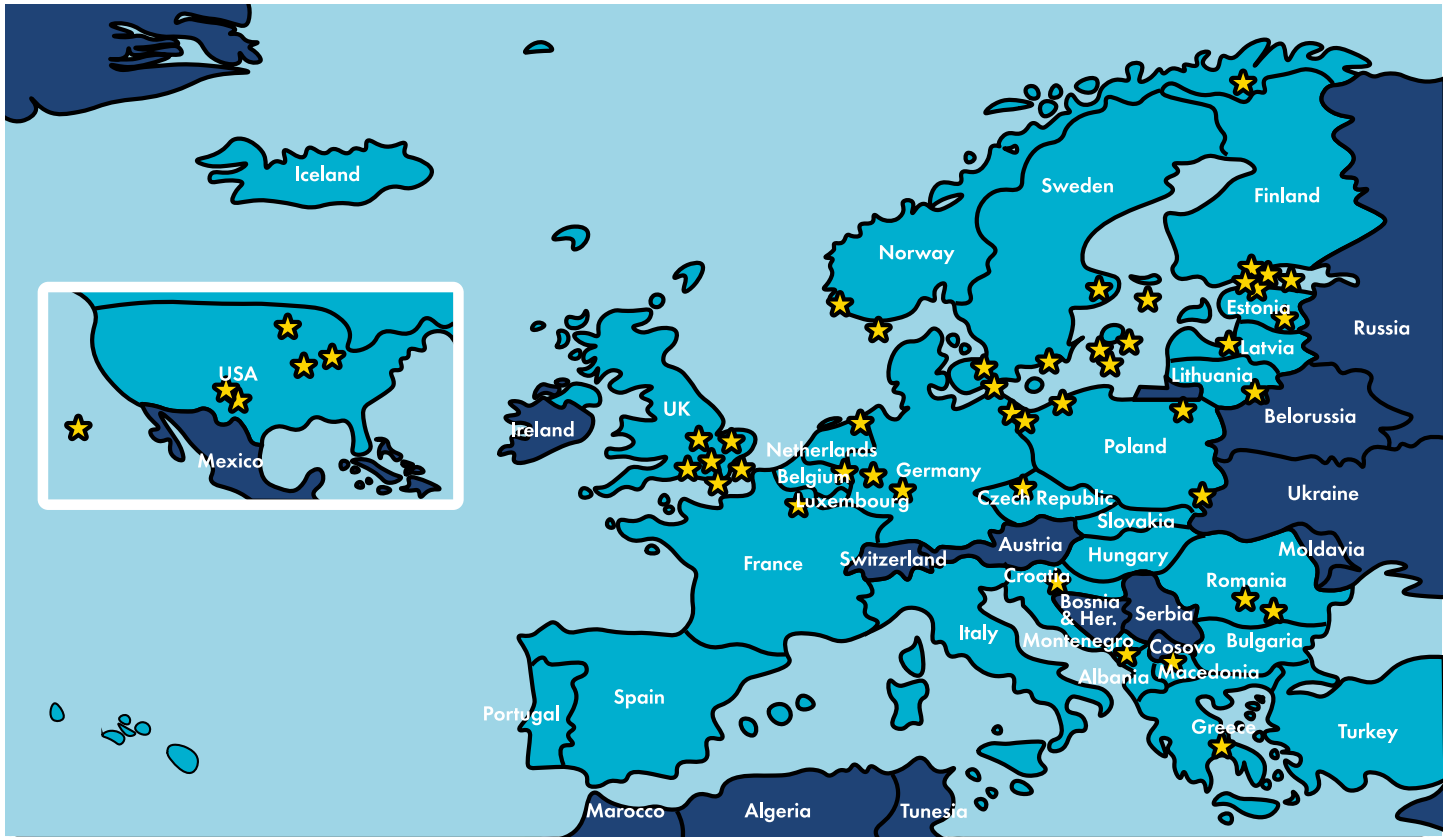 Iceland
Sweden
Finland
Norway
Estonia
Russia
Latvia
USA
Lithuania
UK
Belorussia
Ireland
Poland
Netherlands
Mexico
Germany
Belgium
Ukraine
Czech Republic
Luxembourg
Slovakia
Austria
Moldavia
Hungary
Switzerland
France
Croatia
Romania
Bosnia
& Her.
Serbia
Italy
Montenegro
Bulgaria
Cosovo
Macedonia
Albania
Spain
Portugal
Greece
Turkey
Marocco
Algeria
Tunesia